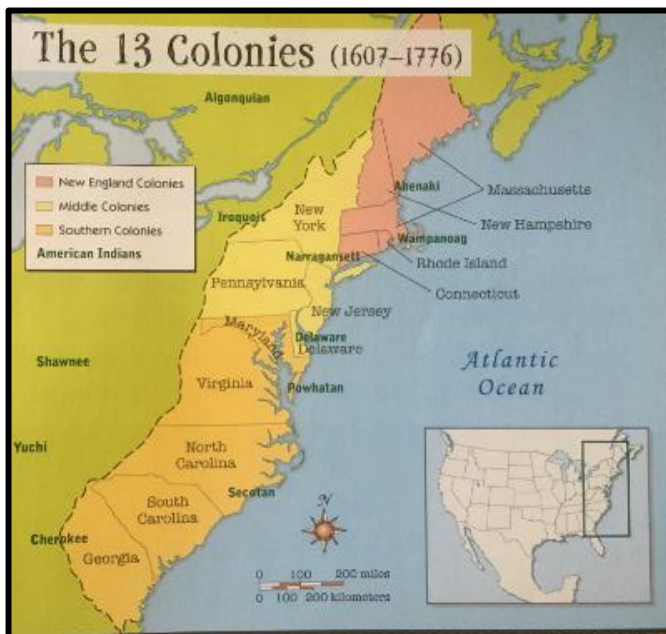 The 13 Colonies (1607–1776)
Algonquian
New England Colonies
Middle Colonies
Southern Colonies
American Indians
Abenaki
Massachusetts
Iroquois
New
York
New Hampshire
Wampanoag
Narragansett
Rhode Island
Pennsylvania
Connecticut
New Jersey
Maryland
Delaware
Delaware
Shawnee
Atlantic
Ocean
Virginia
Powhatan
Yuchi
North
Carolina
Secotan
South
Carolina
N
Cherokee
Georgia
0 100 200 miles
0 100 200 kilometers